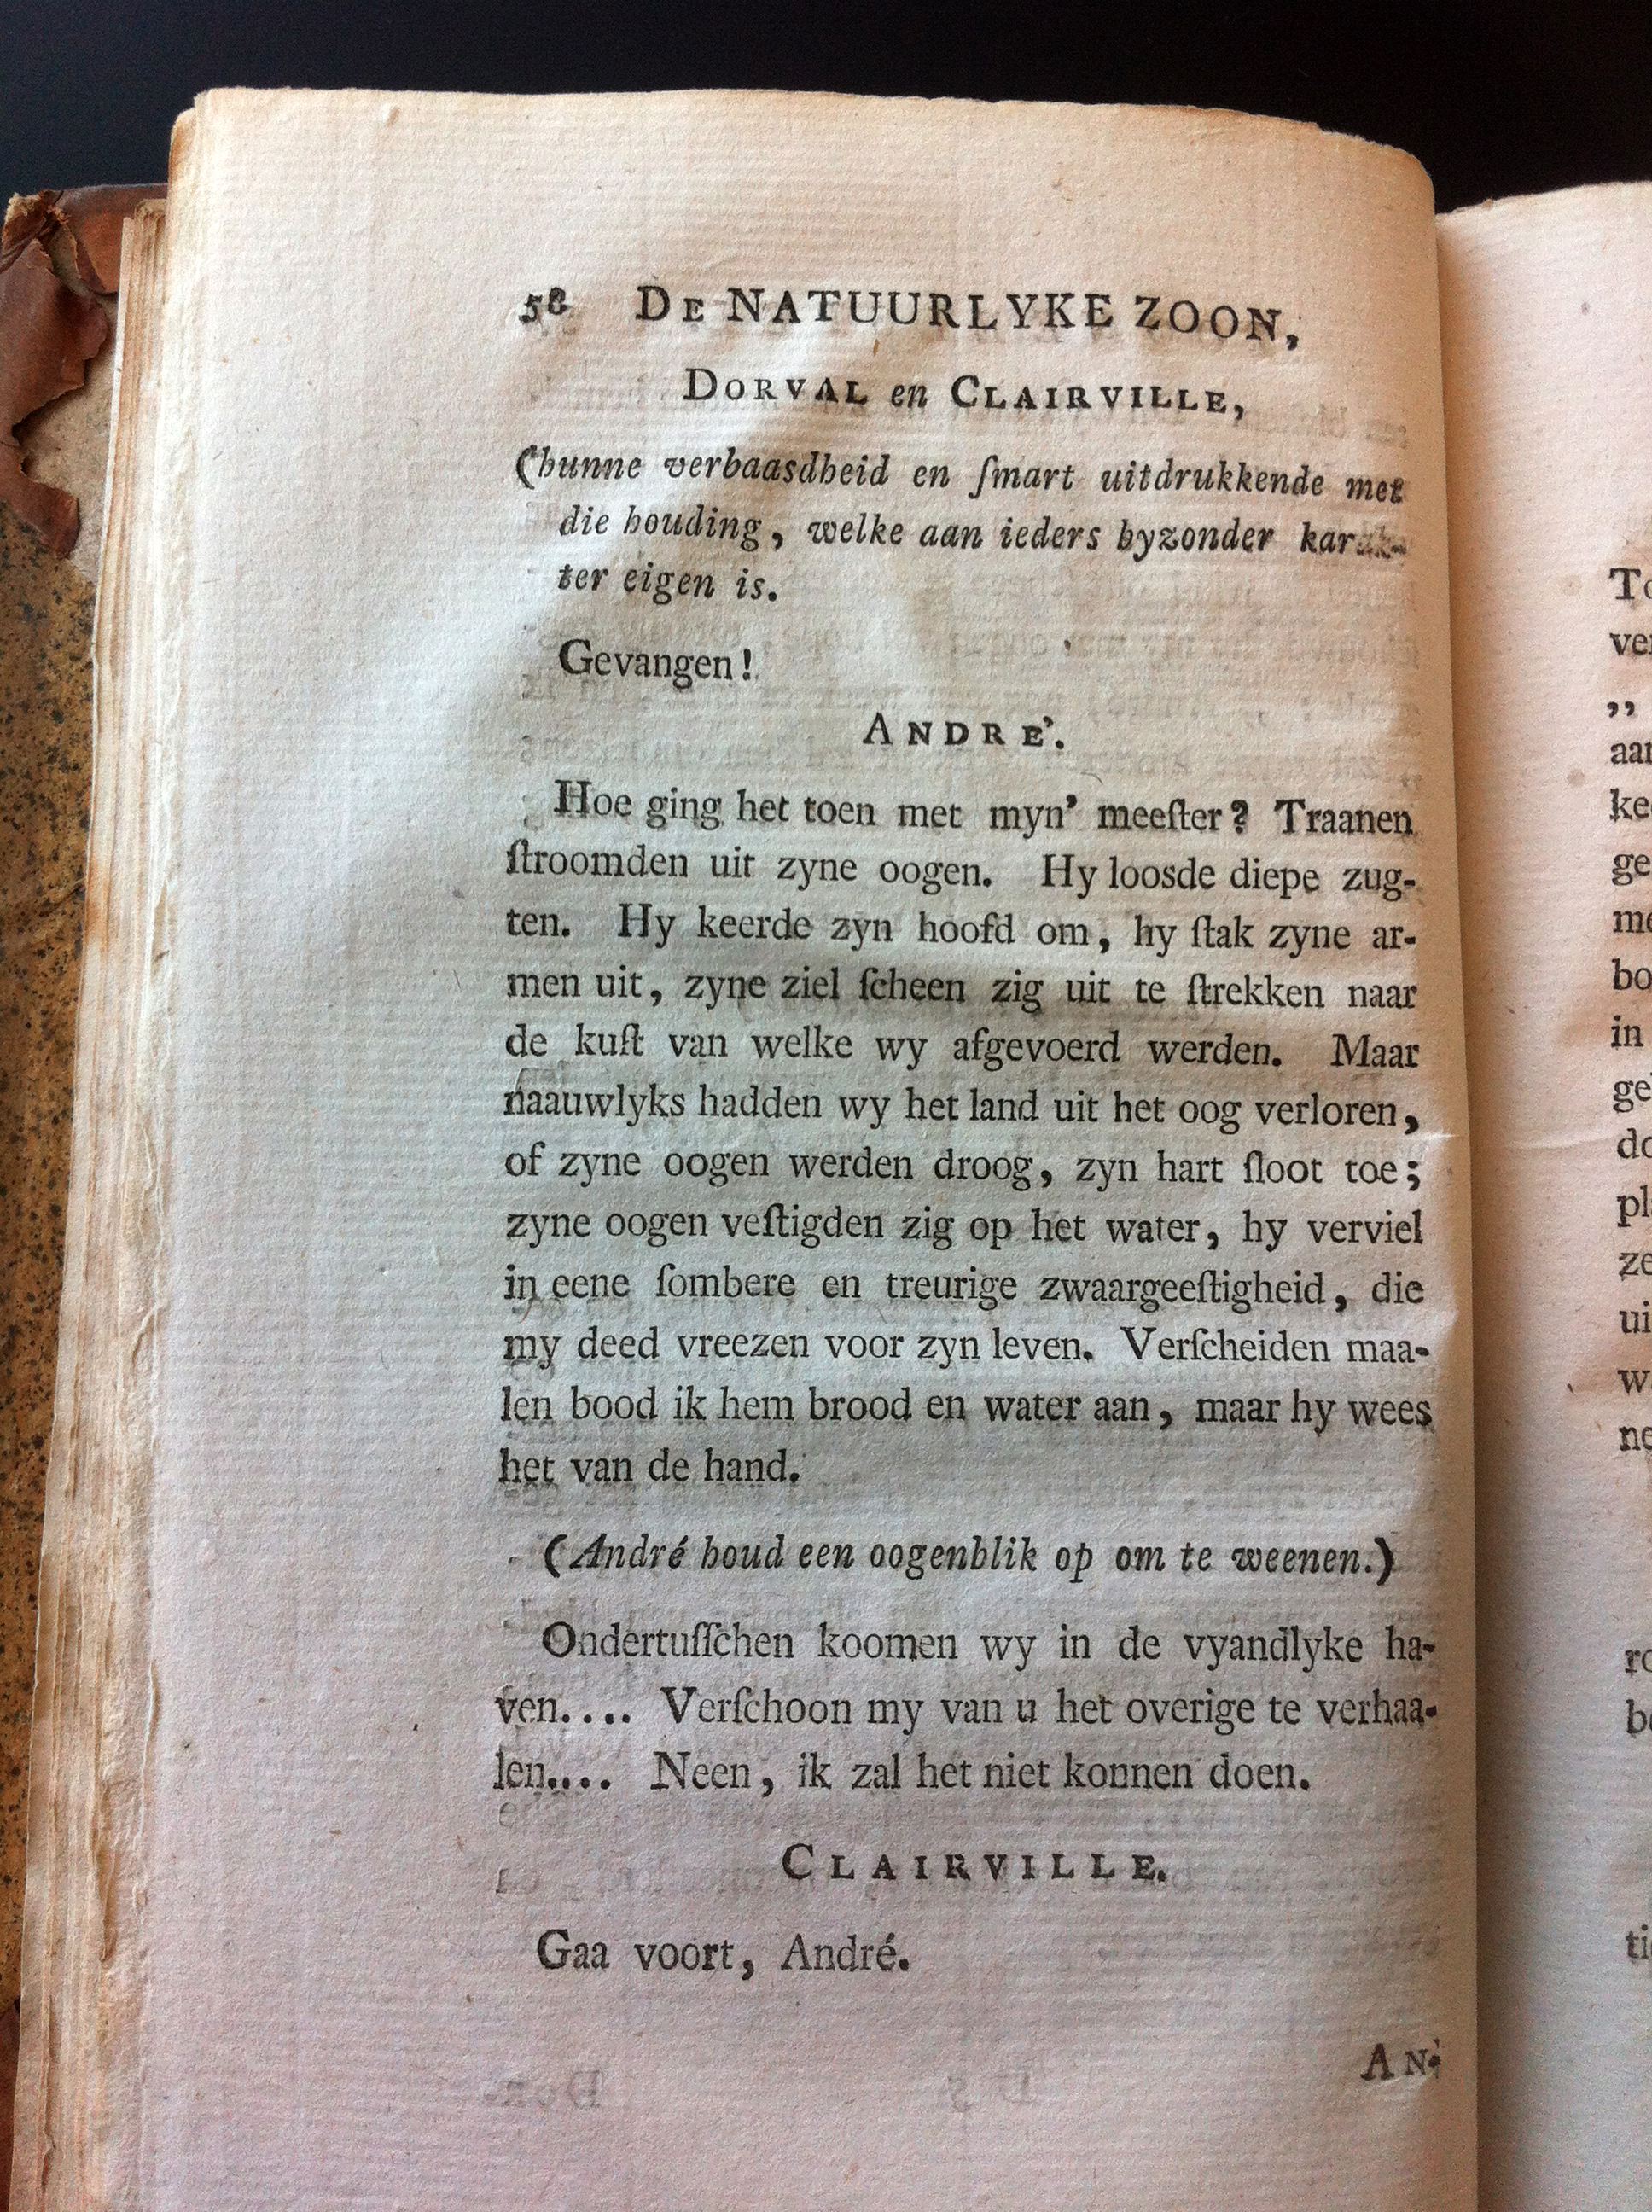 58 DE NATUURLYKE ZOON,
DORVAL en CLAIRVILLE,
(hunne verbaasdheid en ſmart uitdrukkende met
die houding, welke aan ieders byzonder karak-
ter eigen is.
Gevangen!
ANDRE'.
Hoe ging het toen met myn' meeſter? Traanen
ſtroomden uit zyne oogen. Hy loosde diepe zug-
ten. Hy keerde zyn hoofd om, hy ſtak zyne ar-
men uit, zyne ziel ſcheen zig uit te ſtrekken naar
de kuſt van welke wy afgevoerd werden. Maar
naauwlyks hadden wy het land uit het oog verloren,
of zyne oogen werden droog, zyn hart ſloot toe;
zyne oogen veſtigden zig op het water, hy verviel
in eene ſombere en treurige zwaargeeſtigheid, die
my deed vreezen voor zyn leven. Verſcheiden maa-
len bood ik hem brood en water aan, maar hy wees
het van de hand.
(André houd een oogenblik op om te weenen.)
Ondertuſſchen koomen wy in de vyandlyke ha-
ven.... Verſchoon my van u het overige te verhaa-
len.... Neen, ik zal het niet konnen doen.
CLAIRVILLE.
Gaa voort, André.
AN-